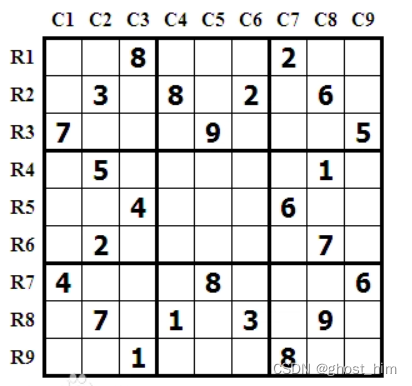 C1 C2 C3 C4 C5 C6 C7 C8 C9
R1 8 2
R2 3 8 2 6
R3 7 9 5
R4 5 1
R5 4 6
R6 2 7
R7 4 8 6
R8 7 1 3 9
R9 1 8
CSDN @ghost_him